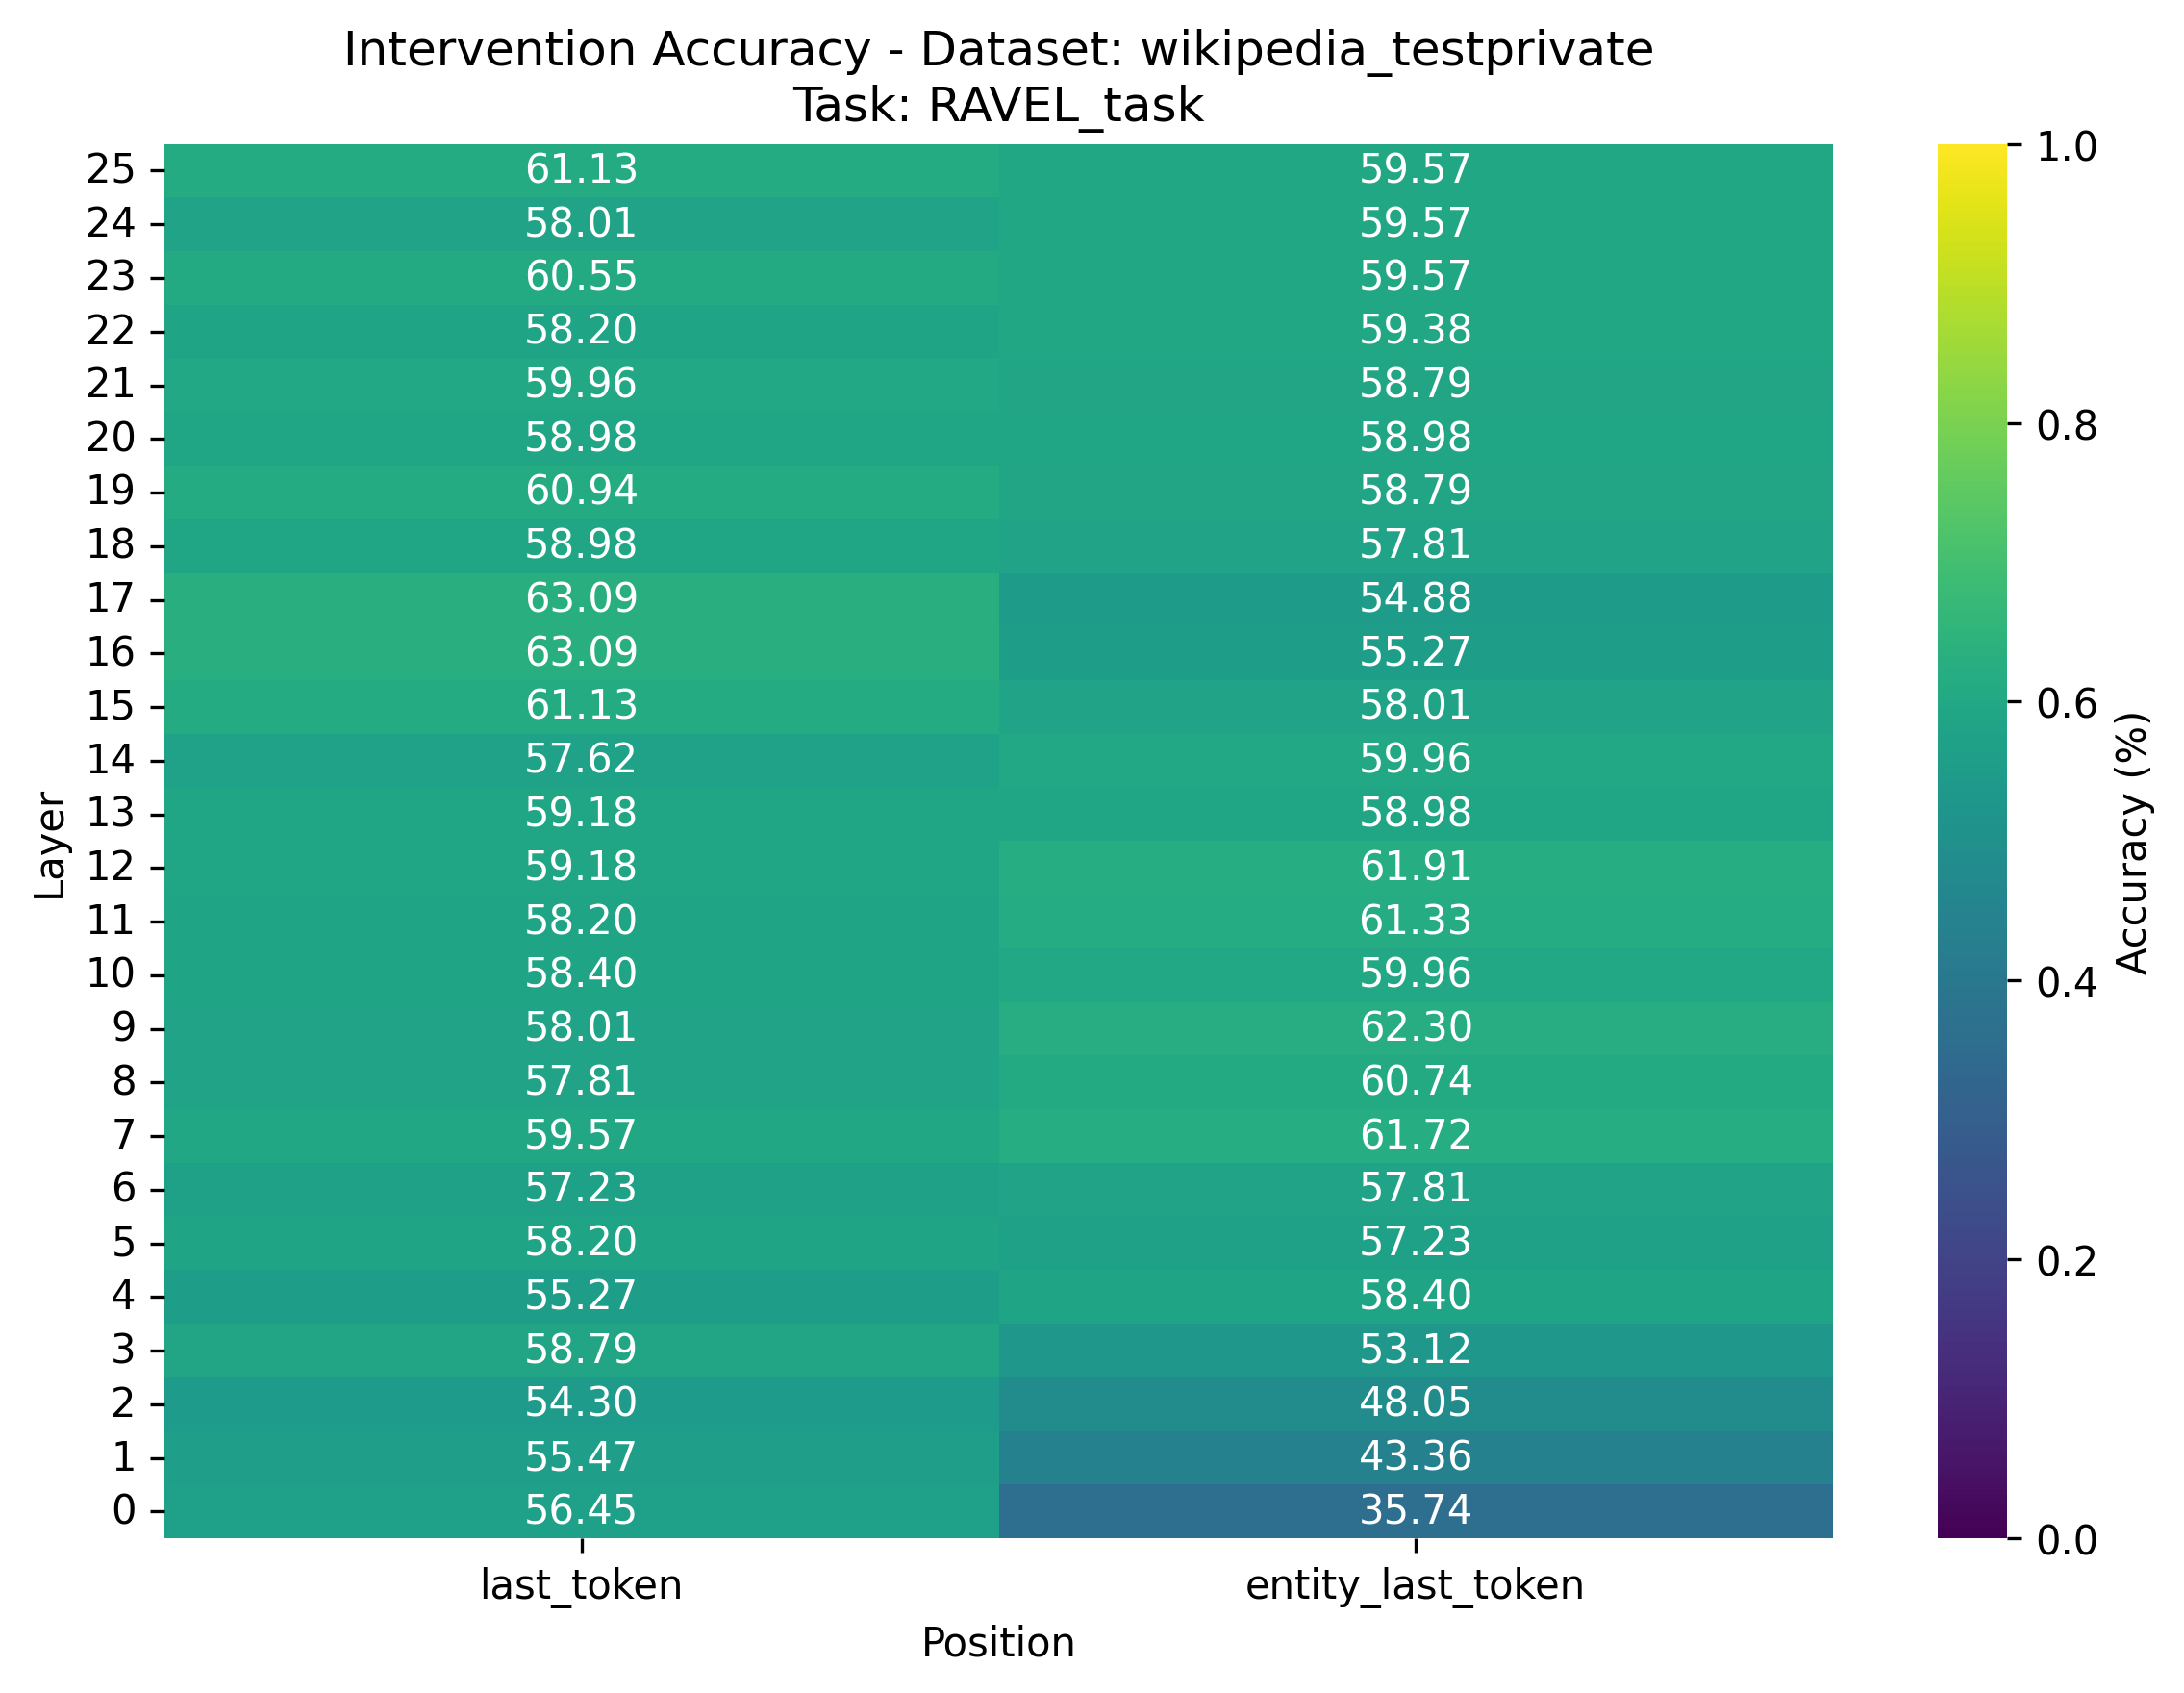 Intervention Accuracy - Dataset: wikipedia_testprivate
Task: RAVEL_task
25 61.13 59.57
24 58.01 59.57
23 60.55 59.57
22 58.20 59.38
21 59.96 58.79
20 58.98 58.98
19 60.94 58.79
18 58.98 57.81
17 63.09 54.88
16 63.09 55.27
15 61.13 58.01
14 57.62 59.96
13 59.18 58.98
12 59.18 61.91
11 58.20 61.33
10 58.40 59.96
9 58.01 62.30
8 57.81 60.74
7 59.57 61.72
6 57.23 57.81
5 58.20 57.23
4 55.27 58.40
3 58.79 53.12
2 54.30 48.05
1 55.47 43.36
0 56.45 35.74
Layer
last_token entity_last_token
Position
1.0
0.8
0.6
0.4
0.2
0.0
Accuracy (%)